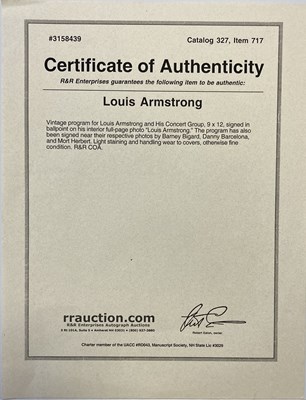 #3158439 Catalog 327, Item 717
Certificate of Authenticity
R&R Enterprises guarantees the following item to be authentic:
Louis Armstrong
Vintage program for Louis Armstrong and His Concert Group, 9 x 12, signed in
ballpoint on his interior full-page photo “Louis Armstrong.” The program has also
been signed near their respective photos by Barney Bigard, Danny Barcelona,
and Mort Herbert. Light staining and handling wear to covers, otherwise fine
condition. R&R COA.
rrauction.com
R&R Enterprises Autograph Auctions
Charter member of the UACC #RD043, Manuscript Society, NH State Lic